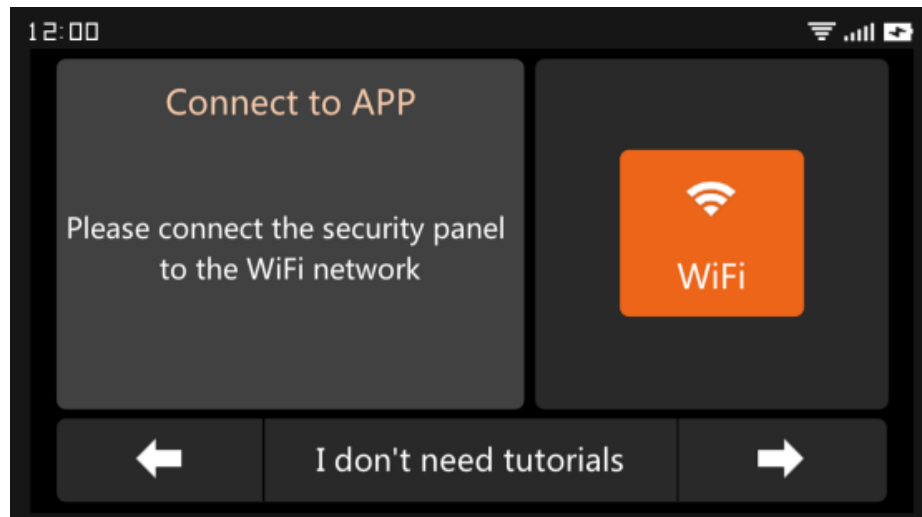 12:00
Connect to APP
Please connect the security panel
to the WiFi network
WiFi
I don't need tutorials